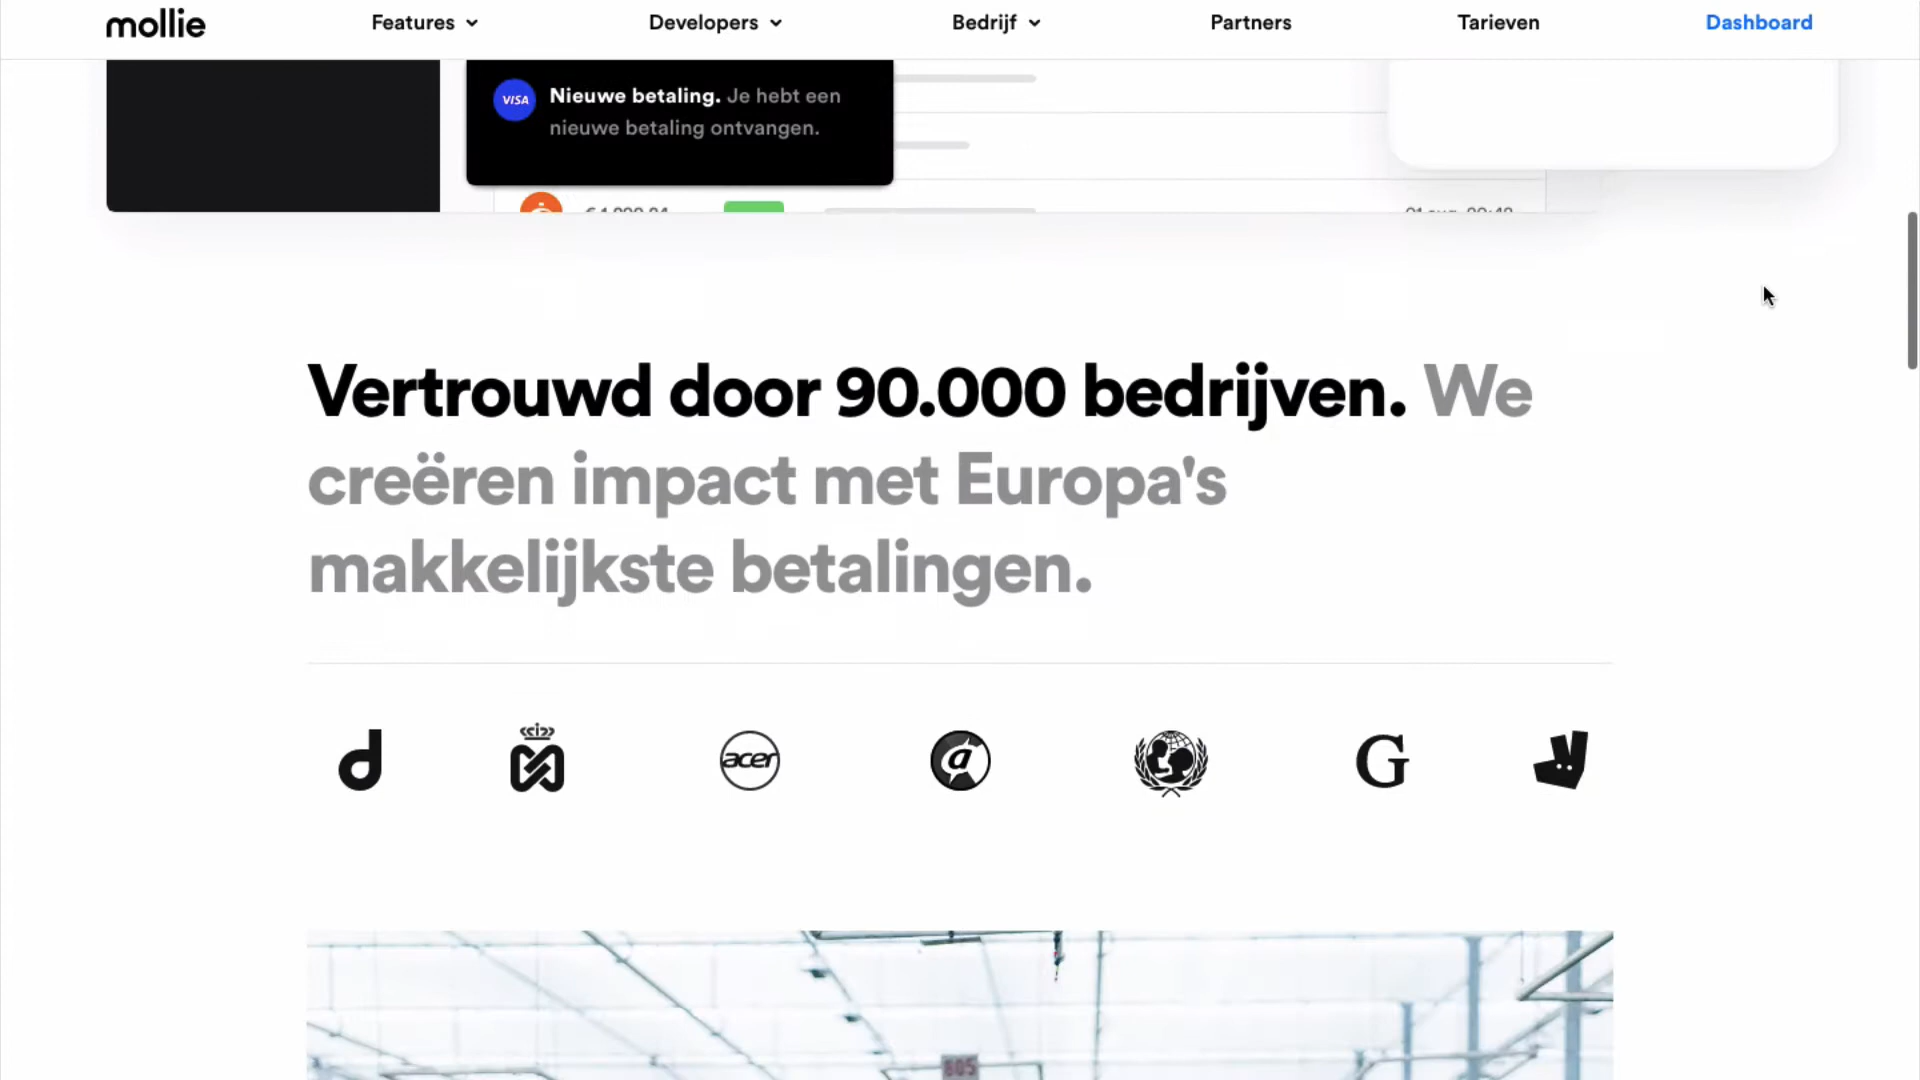 mollie
Features
Developers
Bedrijf
Partners
Tarieven
Dashboard
VISA
Nieuwe betaling. Je hebt een
nieuwe betaling ontvangen.
Vertrouwd door 90.000 bedrijven. We
creëren impact met Europa's
makkelijkste betalingen.
d
acer
a
G
805